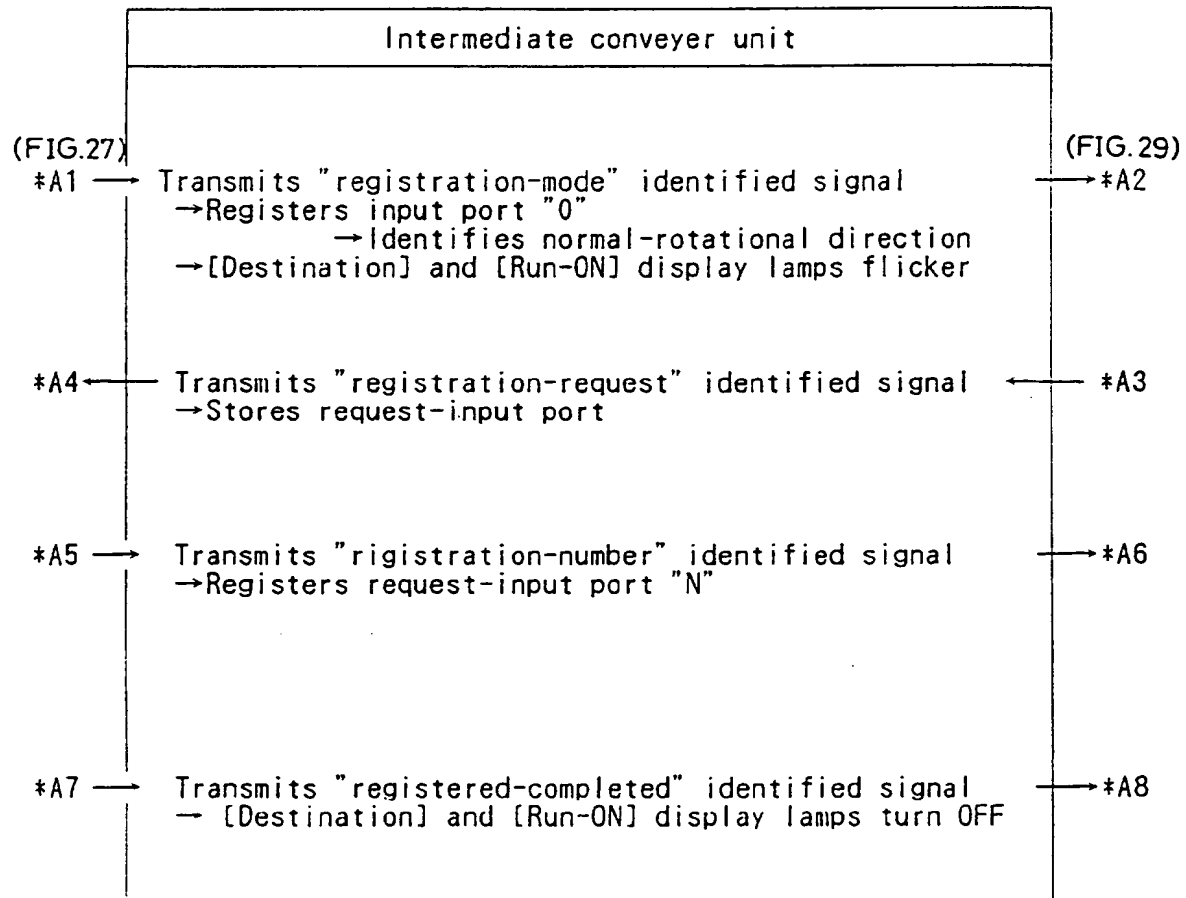 Intermediate conveyer unit
(FIG.27) (FIG.29)
*A1 → Transmits "registration-mode" identified signal → *A2
→Registers input port "0"
→Identifies normal-rotational direction
→[Destination] and [Run-ON] display lamps flicker
*A4 ← Transmits "registration-request" identified signal ← *A3
→Stores request-input port
*A5 → Transmits "rigistration-number" identified signal → *A6
→Registers request-input port "N"
*A7 → Transmits "registered-completed" identified signal → *A8
→ [Destination] and [Run-ON] display lamps turn OFF